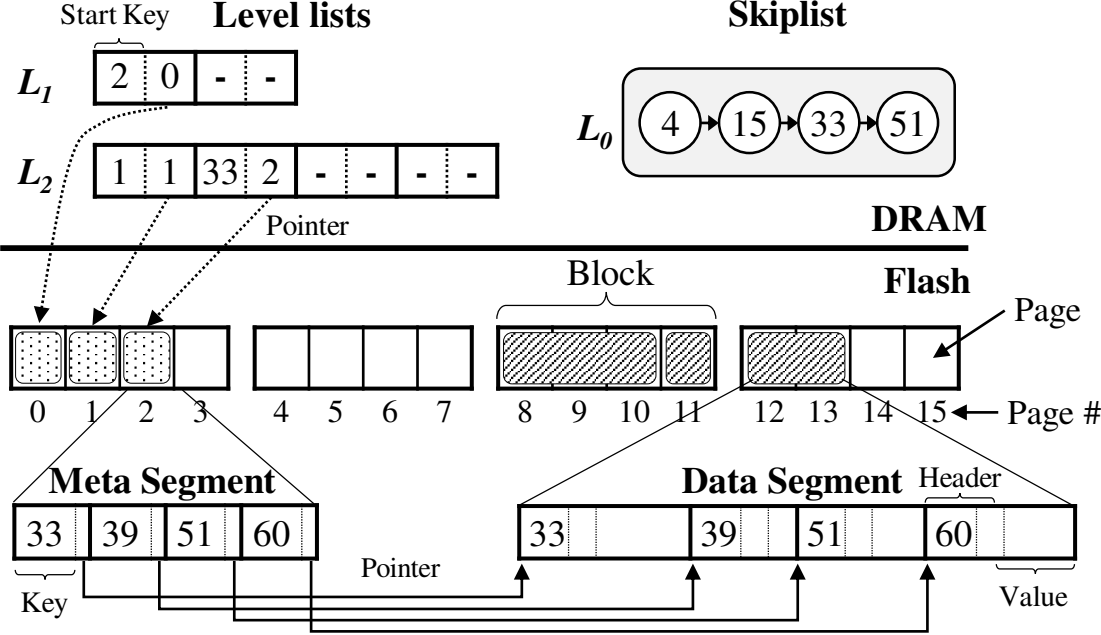 Start Key
Level lists
Skiplist
L1 2 0 - -
L0 4 15 33 51
L2 1 1 33 2 - - - -
Pointer
DRAM
Block
Flash
Page
0 1 2 3 4 5 6 7 8 9 10 11 12 13 14 15
Page #
Meta Segment
Data Segment
Header
33 39 51 60
33 39 51 60
Pointer
Key
Value